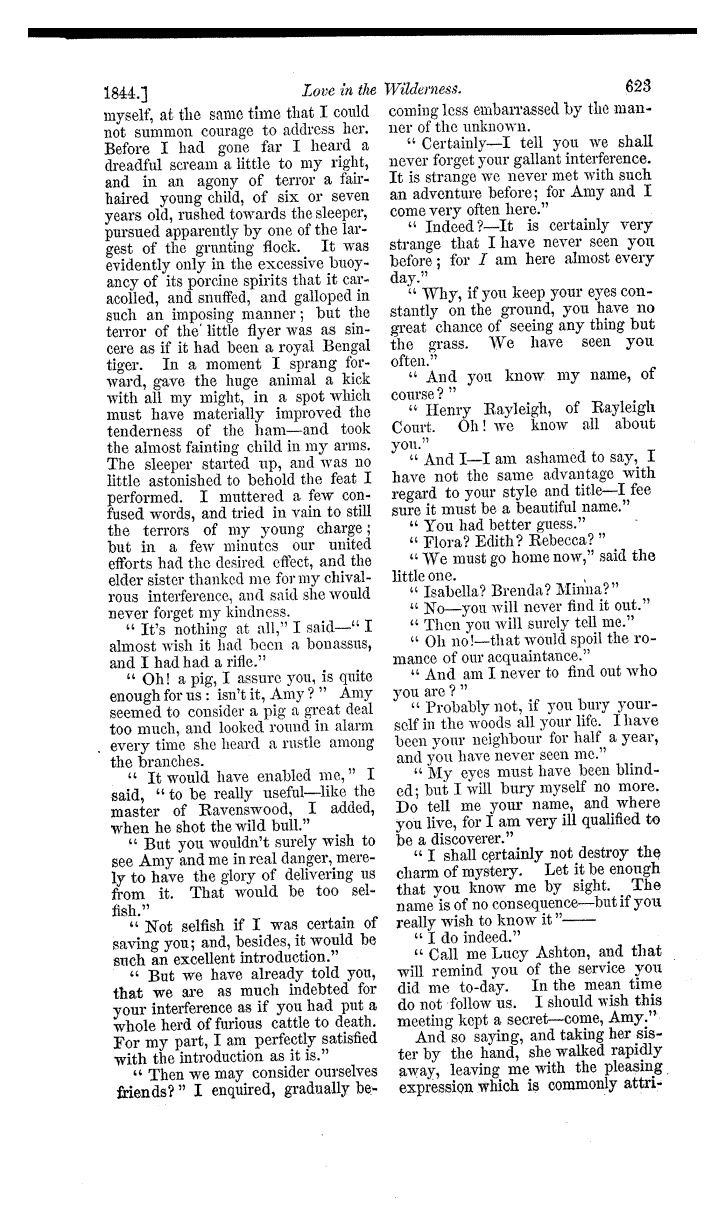 1844.] Love in the Wilderness. 623
myself, at the same time that I could
not summon courage to address her.
Before I had gone far I heard a
dreadful scream a little to my right,
and in an agony of terror a fair-
haired young child, of six or seven
years old, rushed towards the sleeper,
pursued apparently by one of the lar-
gest of the grunting flock. It was
evidently only in the excessive buoy-
ancy of its porcine spirits that it car-
acolled, and snuffed, and galloped in
such an imposing manner; but the
terror of the little flyer was as sin-
cere as if it had been a royal Bengal
tiger. In a moment I sprang for-
ward, gave the huge animal a kick
with all my might, in a spot which
must have materially improved the
tenderness of the ham—and took
the almost fainting child in my arms.
The sleeper started up, and was no
little astonished to behold the feat I
performed. I muttered a few con-
fused words, and tried in vain to still
the terrors of my young charge;
but in a few minutes our united
efforts had the desired effect, and the
elder sister thanked me for my chival-
rous interference, and said she would
never forget my kindness.
"It's nothing at all," I said—"I
almost wish it had been a bonassus,
and I had had a rifle."
"Oh! a pig, I assure you, is quite
enough for us: isn't it, Amy?" Amy
seemed to consider a pig a great deal
too much, and looked round in alarm
every time she heard a rustle among
the branches.
"It would have enabled me," I
said, "to be really useful—like the
master of Ravenswood, I added,
when he shot the wild bull."
"But you wouldn't surely wish to
see Amy and me in real danger, mere-
ly to have the glory of delivering us
from it. That would be too sel-
fish."
"Not selfish if I was certain of
saving you; and, besides, it would be
such an excellent introduction."
"But we have already told you,
that we are as much indebted for
your interference as if you had put a
whole herd of furious cattle to death.
For my part, I am perfectly satisfied
with the introduction as it is."
"Then we may consider ourselves
friends?" I enquired, gradually be-
coming less embarrassed by the man-
ner of the unknown.
"Certainly—I tell you we shall
never forget your gallant interference.
It is strange we never met with such
an adventure before; for Amy and I
come very often here."
"Indeed?—It is certainly very
strange that I have never seen you
before; for I am here almost every
day."
"Why, if you keep your eyes con-
stantly on the ground, you have no
great chance of seeing any thing but
the grass. We have seen you
often."
"And you know my name, of
course?"
"Henry Rayleigh, of Rayleigh
Court. Oh! we know all about
you."
"And I—I am ashamed to say, I
have not the same advantage with
regard to your style and title—I fee
sure it must be a beautiful name."
"You had better guess."
"Flora? Edith? Rebecca?"
"We must go home now," said the
little one.
"Isabella? Brenda? Minna?"
"No—you will never find it out."
"Then you will surely tell me."
"Oh no!—that would spoil the ro-
mance of our acquaintance."
"And am I never to find out who
you are?"
"Probably not, if you bury your-
self in the woods all your life. I have
been your neighbour for half a year,
and you have never seen me."
"My eyes must have been blind-
ed; but I will bury myself no more.
Do tell me your name, and where
you live, for I am very ill qualified to
be a discoverer."
"I shall certainly not destroy the
charm of mystery. Let it be enough
that you know me by sight. The
name is of no consequence—but if you
really wish to know it"——
"I do indeed."
"Call me Lucy Ashton, and that
will remind you of the service you
did me to-day. In the mean time
do not follow us. I should wish this
meeting kept a secret—come, Amy."
And so saying, and taking her sis-
ter by the hand, she walked rapidly
away, leaving me with the pleasing
expression which is commonly attri-